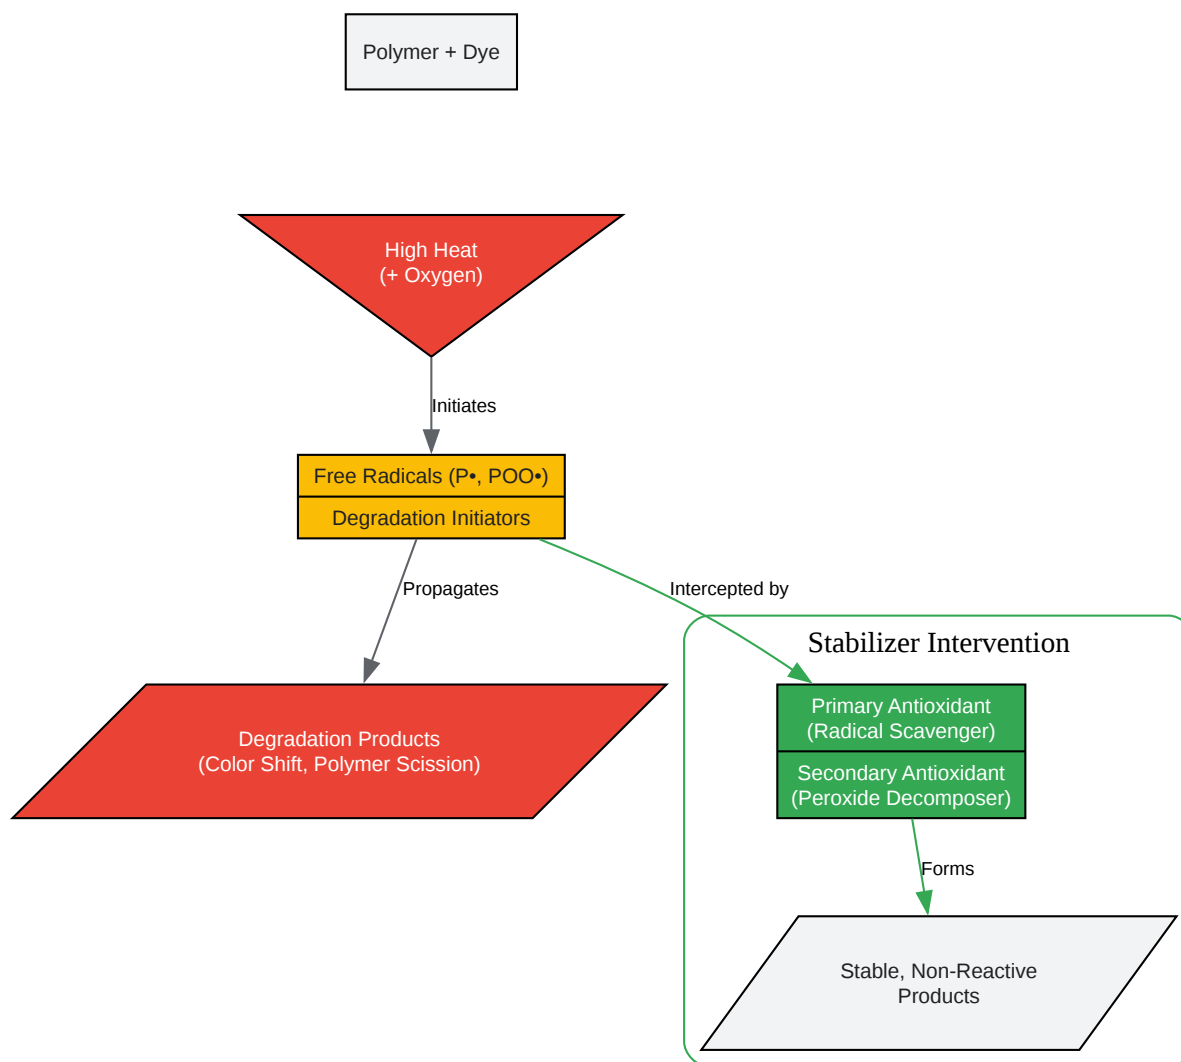 Polymer + Dye
High Heat
(+ Oxygen)
Initiates
Free Radicals (P•, POO•)
Degradation Initiators
Propagates
Intercepted by
Stabilizer Intervention
Primary Antioxidant
(Radical Scavenger)
Secondary Antioxidant
(Peroxide Decomposer)
Degradation Products
(Color Shift, Polymer Scission)
Forms
Stable, Non-Reactive
Products